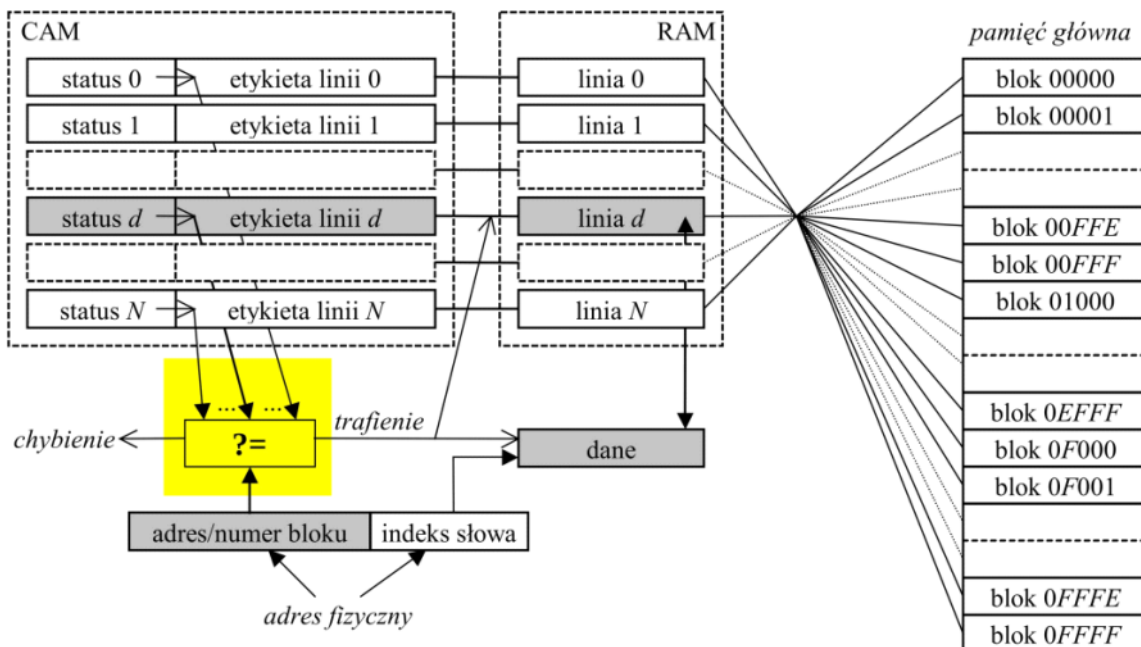 CAM
RAM
pamięć główna
status 0 etykieta linii 0 linia 0 blok 00000
status 1 etykieta linii 1 linia 1 blok 00001
status d etykieta linii d linia d blok 00FFE
blok 00FFF
status N etykieta linii N linia N blok 01000
... ...
chybienie ?= trafienie dane blok 0EFFF
blok 0F000
blok 0F001
adres/numer bloku indeks słowa
adres fizyczny
blok 0FFFE
blok 0FFFF